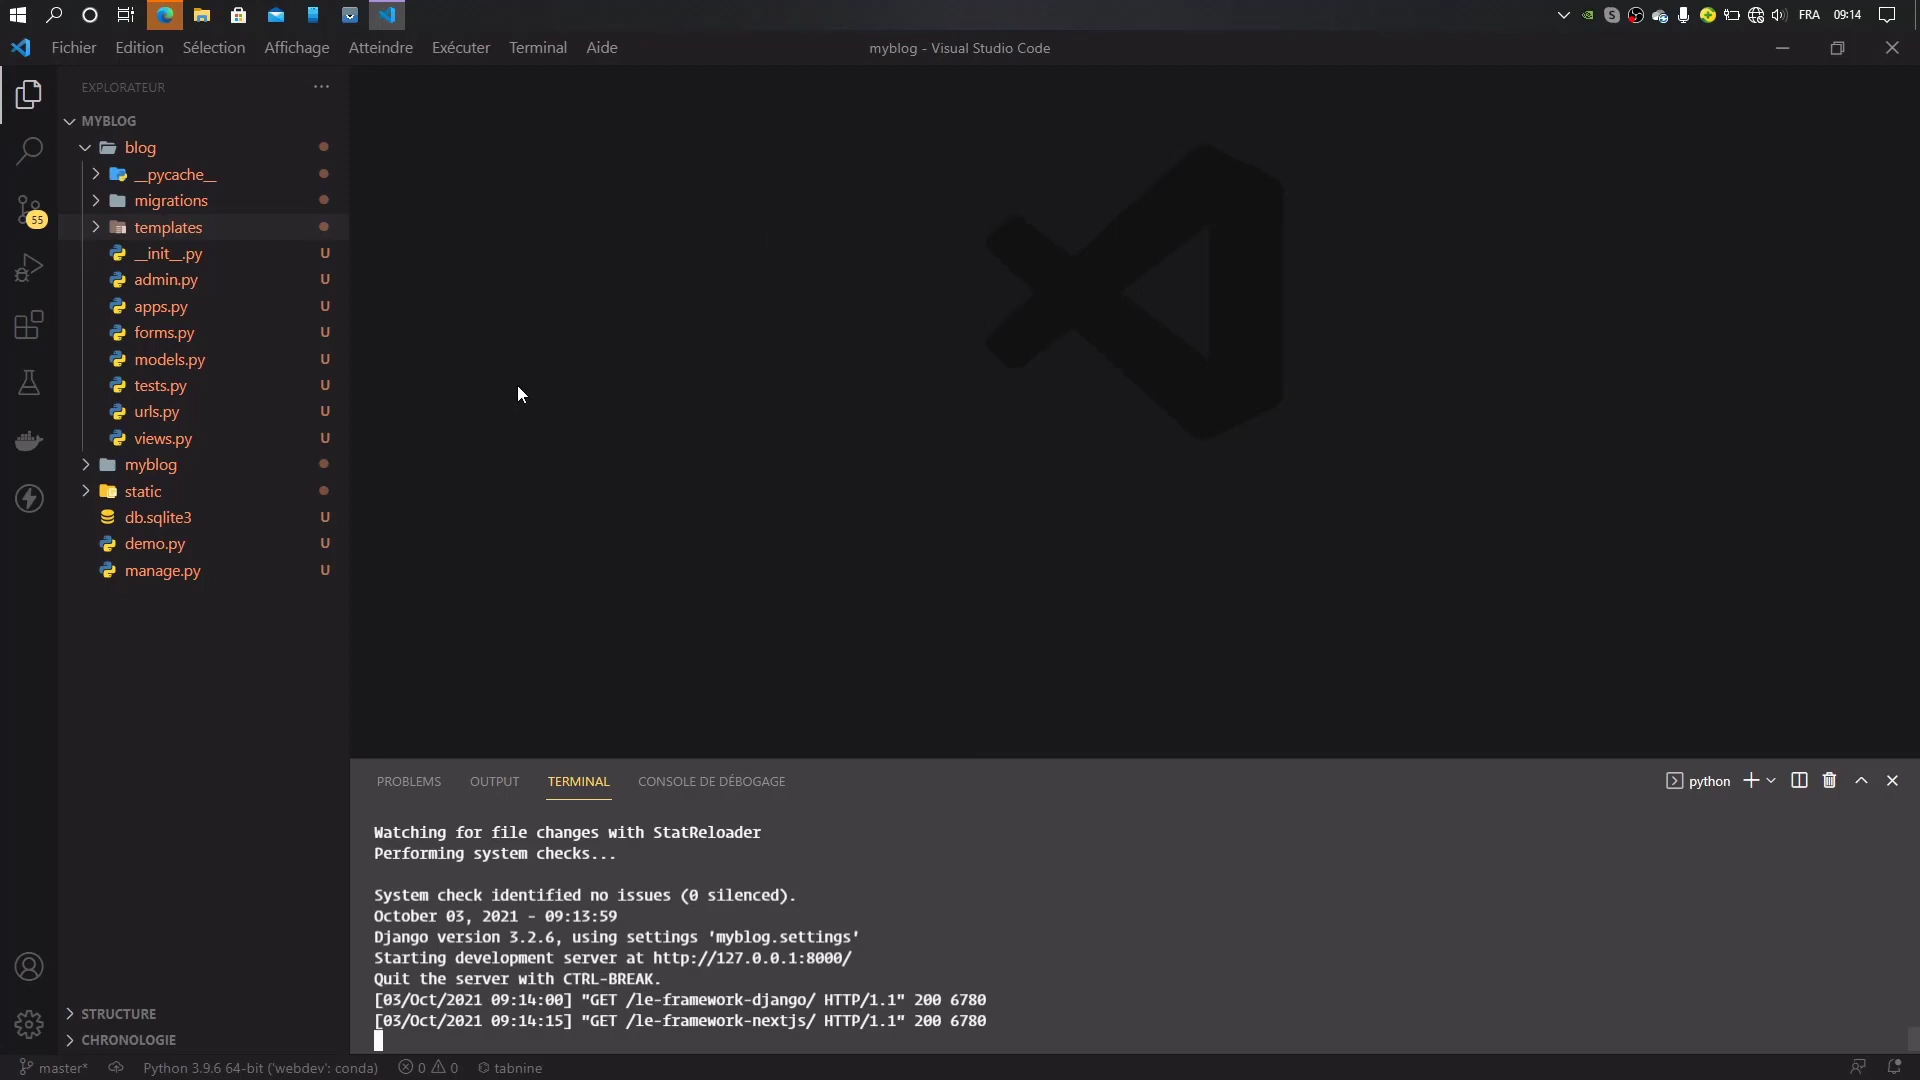 FRA
09:14
Fichier Edition Sélection Affichage Atteindre Exécuter Terminal Aide
myblog - Visual Studio Code
EXPLORATEUR
MYBLOG
blog
__pycache__
migrations
55
templates
__init__.py U
admin.py U
apps.py U
forms.py U
models.py U
tests.py U
urls.py U
views.py U
myblog
static
db.sqlite3 U
demo.py U
manage.py U
PROBLEMS OUTPUT TERMINAL CONSOLE DE DÉBOGAGE
python
Watching for file changes with StatReloader
Performing system checks...
System check identified no issues (0 silenced).
October 03, 2021 - 09:13:59
Django version 3.2.6, using settings 'myblog.settings'
Starting development server at http://127.0.0.1:8000/
Quit the server with CTRL-BREAK.
[03/Oct/2021 09:14:00] "GET /le-framework-django/ HTTP/1.1" 200 6780
[03/Oct/2021 09:14:15] "GET /le-framework-nextjs/ HTTP/1.1" 200 6780
STRUCTURE
CHRONOLOGIE
master* Python 3.9.6 64-bit ('webdev': conda) 0 0 tabnine